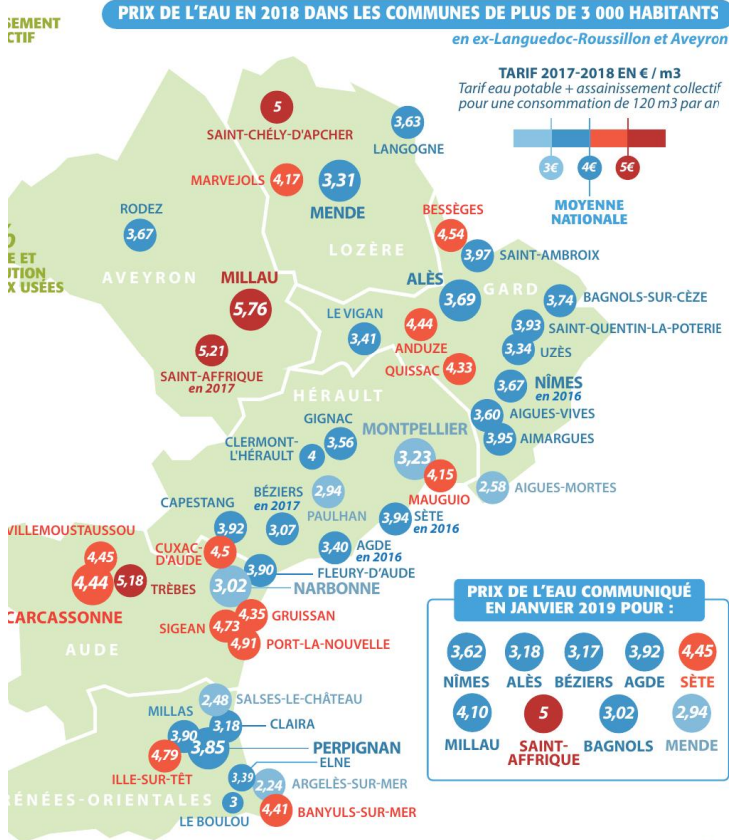 SEMENT
CTIF
PRIX DE L'EAU EN 2018 DANS LES COMMUNES DE PLUS DE 3 000 HABITANTS
en ex-Languedoc-Roussillon et Aveyron
TARIF 2017-2018 EN € / m3
Tarif eau potable + assainissement collectif
pour une consommation de 120 m3 par an
3€ 4€ 5€
MOYENNE
NATIONALE
5
SAINT-CHÉLY-D'APCHER
3,63
LANGOGNE
MARVEJOLS 4,17
3,31
MENDE
RODEZ
3,67
BESSÈGES
4,54
3,97 SAINT-AMBROIX
LOZÈRE
AVEYRON
E ET
UTION
X USÉES
MILLAU
5,76
ALÈS
3,69
GARD
3,74 BAGNOLS-SUR-CÈZE
LE VIGAN
3,41
4,44
ANDUZE
3,93 SAINT-QUENTIN-LA-POTERIE
3,34 UZÈS
5,21
SAINT-AFFRIQUE
en 2017
QUISSAC 4,33
3,67 NÎMES
en 2016
HÉRAULT
3,60 AIGUES-VIVES
GIGNAC
3,56
MONTPELLIER
3,23
3,95 AIMARGUES
CLERMONT-
L'HÉRAULT 4
4,15
MAUGUIO
2,58 AIGUES-MORTES
CAPESTANG
3,92
BÉZIERS
en 2017
3,07
2,94
PAULHAN
3,94 SÈTE
en 2016
VILLEMOUSTAUSSOU
4,45
CUXAC-
D'AUDE 4,5
3,40 AGDE
en 2016
3,90 FLEURY-D'AUDE
4,44
CARCASSONNE
5,18 TRÈBES
3,02 NARBONNE
4,35 GRUISSAN
SIGEAN 4,73
4,91 PORT-LA-NOUVELLE
AUDE
PRIX DE L'EAU COMMUNIQUÉ
EN JANVIER 2019 POUR :
3,62 3,18 3,17 3,92 4,45
NÎMES ALÈS BÉZIERS AGDE SÈTE
4,10 5 3,02 2,94
MILLAU SAINT-
AFFRIQUE BAGNOLS MENDE
2,48 SALSES-LE-CHÂTEAU
MILLAS
3,90
3,18 CLAIRA
3,85 PERPIGNAN
4,79
ILLE-SUR-TÊT
ELNE
3,39
2,24 ARGELÈS-SUR-MER
RÉNÉES-ORIENTALES
3
LE BOULOU
4,41 BANYULS-SUR-MER